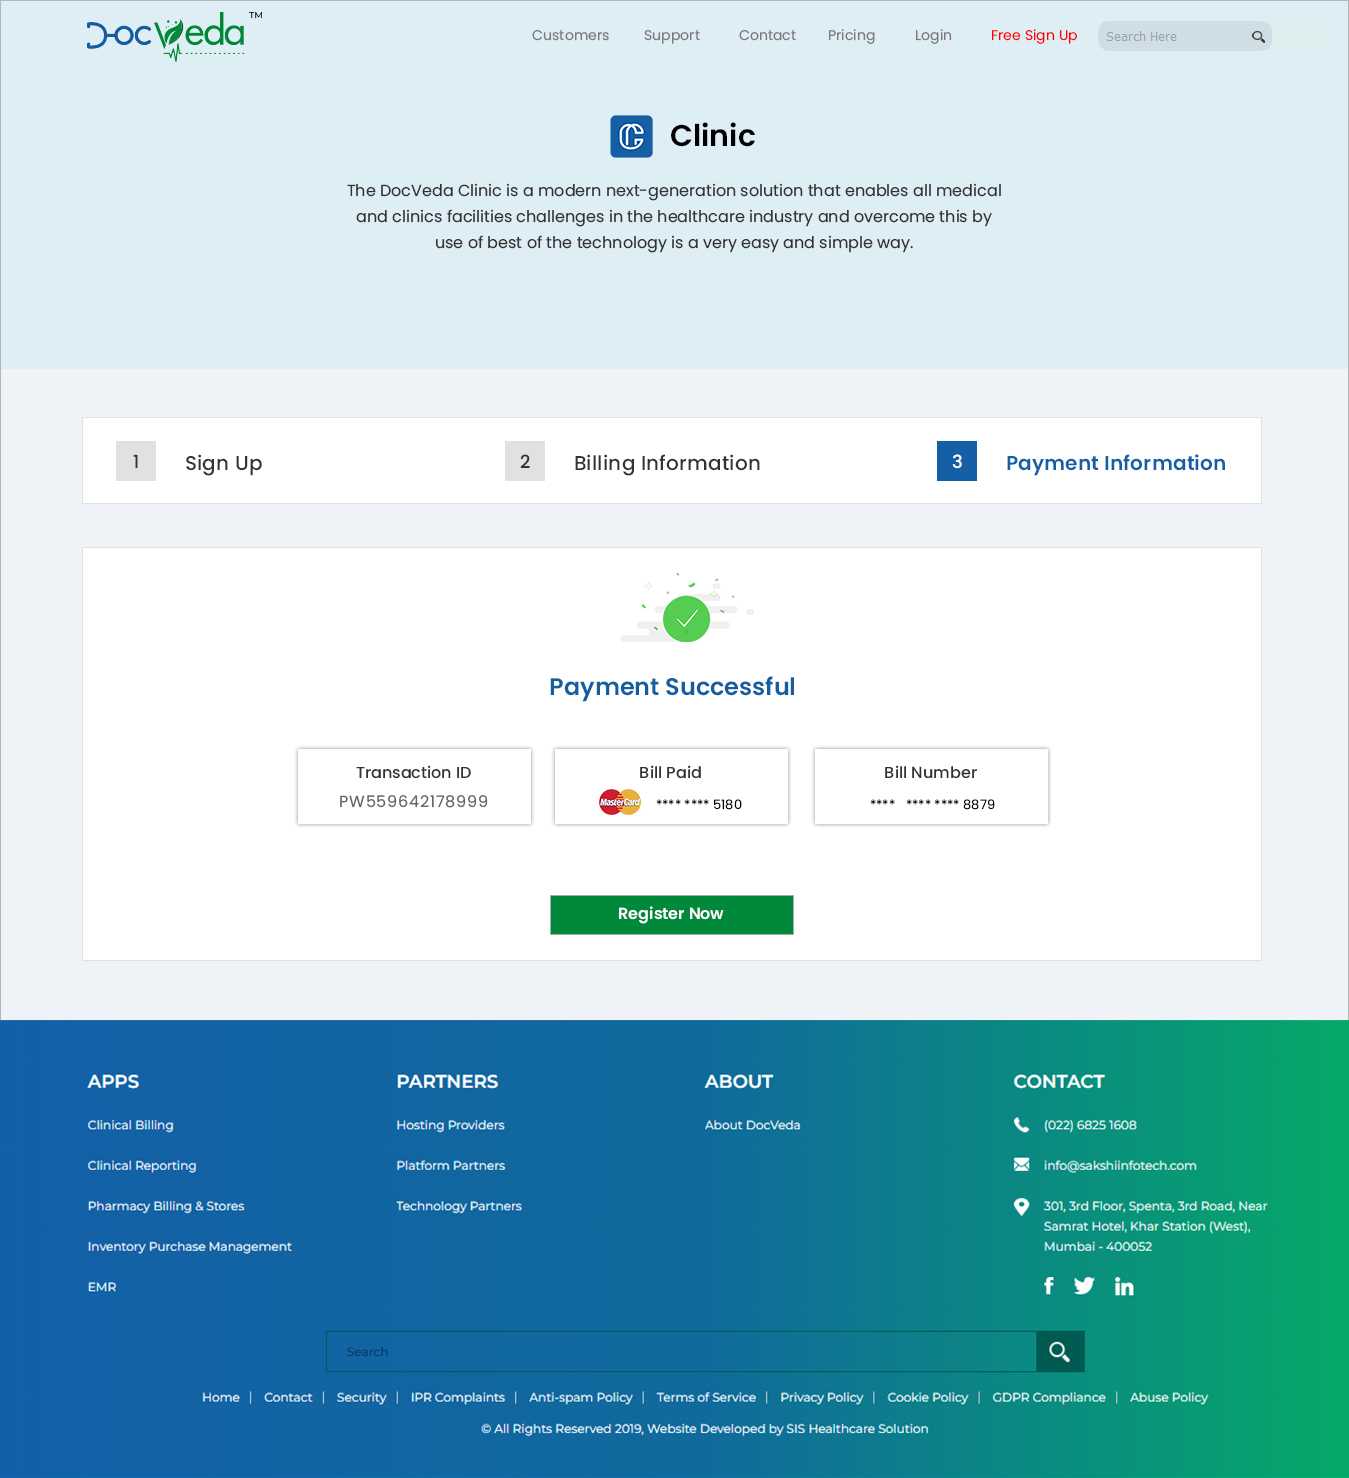 DocVeda ™
Customers Support Contact Pricing Login Free Sign Up Search Here
Clinic
The DocVeda Clinic is a modern next-generation solution that enables all medical
and clinics facilities challenges in the healthcare industry and overcome this by
use of best of the technology is a very easy and simple way.
1 Sign Up 2 Billing Information 3 Payment Information
Payment Successful
Transaction ID
PW559642178999
Bill Paid
MasterCard **** **** 5180
Bill Number
**** **** **** 8879
Register Now
APPS
Clinical Billing
Clinical Reporting
Pharmacy Billing & Stores
Inventory Purchase Management
EMR
PARTNERS
Hosting Providers
Platform Partners
Technology Partners
ABOUT
About DocVeda
CONTACT
(022) 6825 1608
info@sakshiinfotech.com
301, 3rd Floor, Spenta, 3rd Road, Near
Samrat Hotel, Khar Station (West),
Mumbai - 400052
Search
Home | Contact | Security | IPR Complaints | Anti-spam Policy | Terms of Service | Privacy Policy | Cookie Policy | GDPR Compliance | Abuse Policy
© All Rights Reserved 2019, Website Developed by SIS Healthcare Solution